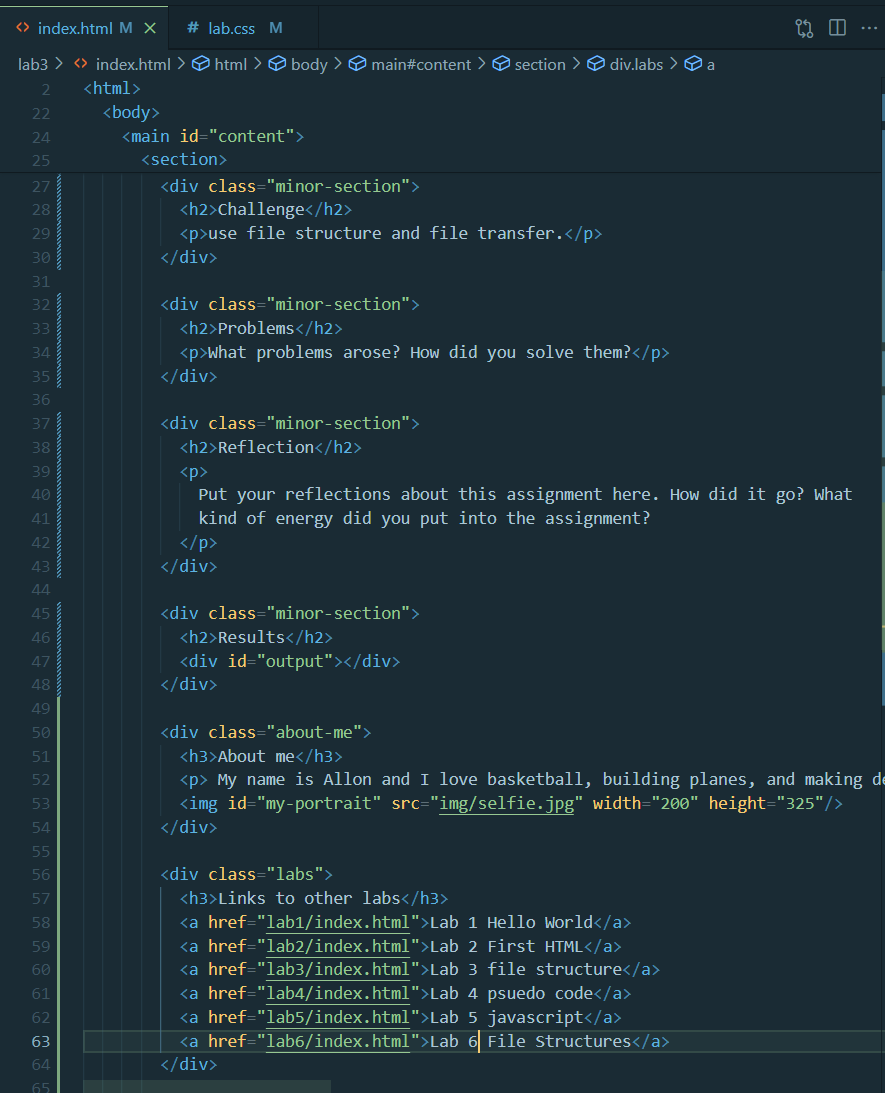 index.html M
# lab.css M
lab3 > index.html > html > body > main#content > section > div.labs > a
2 <html>
22 <body>
24 <main id="content">
25 <section>
27 <div class="minor-section">
28 <h2>Challenge</h2>
29 <p>use file structure and file transfer.</p>
30 </div>
31
32 <div class="minor-section">
33 <h2>Problems</h2>
34 <p>What problems arose? How did you solve them?</p>
35 </div>
36
37 <div class="minor-section">
38 <h2>Reflection</h2>
39 <p>
40 Put your reflections about this assignment here. How did it go? What
41 kind of energy did you put into the assignment?
42 </p>
43 </div>
44
45 <div class="minor-section">
46 <h2>Results</h2>
47 <div id="output"></div>
48 </div>
49
50 <div class="about-me">
51 <h3>About me</h3>
52 <p> My name is Allon and I love basketball, building planes, and making de
53 <img id="my-portrait" src="img/selfie.jpg" width="200" height="325"/>
54 </div>
55
56 <div class="labs">
57 <h3>Links to other labs</h3>
58 <a href="lab1/index.html">Lab 1 Hello World</a>
59 <a href="lab2/index.html">Lab 2 First HTML</a>
60 <a href="lab3/index.html">Lab 3 file structure</a>
61 <a href="lab4/index.html">Lab 4 psuedo code</a>
62 <a href="lab5/index.html">Lab 5 javascript</a>
63 <a href="lab6/index.html">Lab 6 File Structures</a>
64 </div>
65